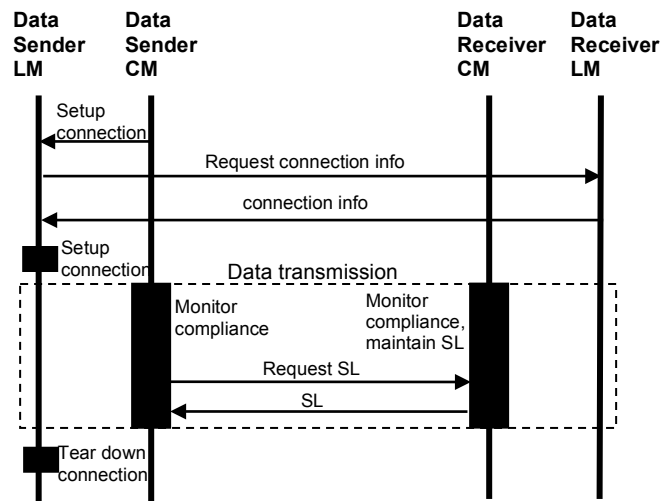 Data
Sender
LM
Data
Sender
CM
Data
Receiver
CM
Data
Receiver
LM
Setup
connection
Request connection info
connection info
Setup
connection
Data transmission
Monitor
compliance
Monitor
compliance,
maintain SL
Request SL
SL
Tear down
connection